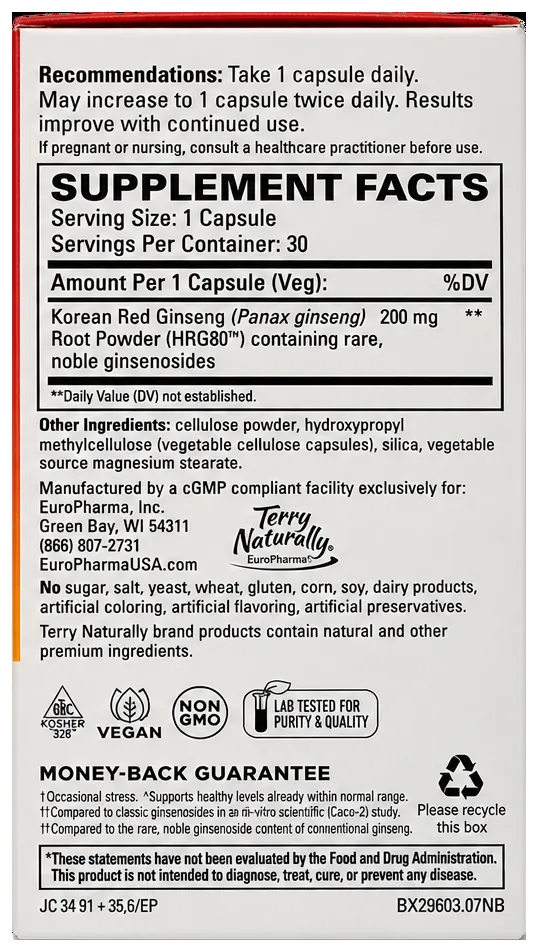 Recommendations: Take 1 capsule daily.
May increase to 1 capsule twice daily. Results
improve with continued use.
If pregnant or nursing, consult a healthcare practitioner before use.
SUPPLEMENT FACTS
Serving Size: 1 Capsule
Servings Per Container: 30
Amount Per 1 Capsule (Veg): %DV
Korean Red Ginseng (Panax ginseng) 200 mg **
Root Powder (HRG80™) containing rare,
noble ginsenosides
**Daily Value (DV) not established.
Other Ingredients: cellulose powder, hydroxypropyl
methylcellulose (vegetable cellulose capsules), silica, vegetable
source magnesium stearate.
Manufactured by a cGMP compliant facility exclusively for:
EuroPharma, Inc.
Green Bay, WI 54311
(866) 807-2731
EuroPharmaUSA.com
Terry
Naturally®
EuroPharma
No sugar, salt, yeast, wheat, gluten, corn, soy, dairy products,
artificial coloring, artificial flavoring, artificial preservatives.
Terry Naturally brand products contain natural and other
premium ingredients.
KOSHER
328
VEGAN
NON
GMO
LAB TESTED FOR
PURITY & QUALITY
MONEY-BACK GUARANTEE
†Occasional stress. ^Supports healthy levels already within normal range.
††Compared to classic ginsenosides in an in-vitro scientific (Caco-2) study.
††Compared to the rare, noble ginsenoside content of connentional ginseng.
Please recycle
this box
*These statements have not been evaluated by the Food and Drug Administration.
This product is not intended to diagnose, treat, cure, or prevent any disease.
JC 34 91 + 35,6/EP
BX29603.07NB